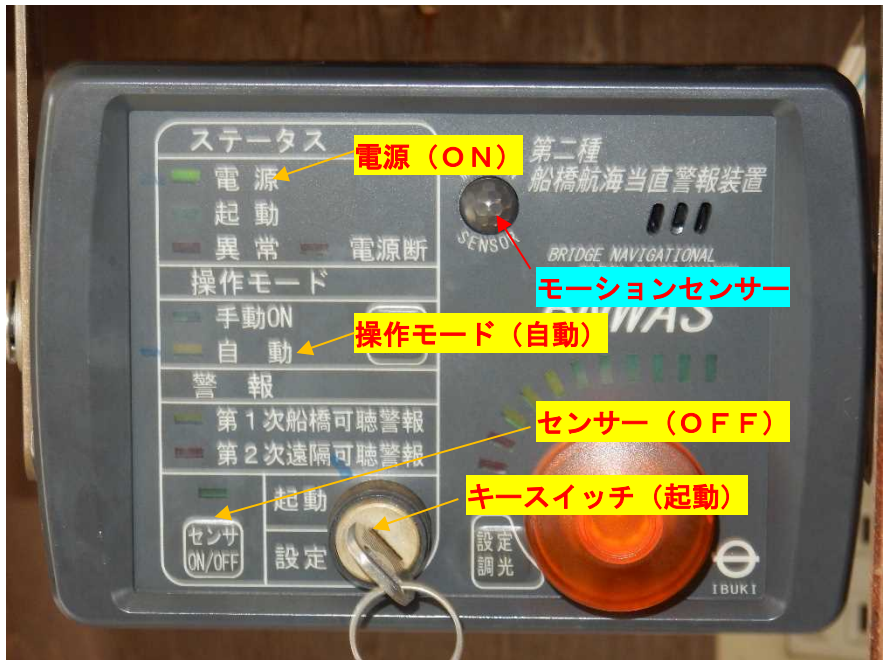 ステータス
電源（ＯＮ）
第二種
電 源
船橋航海当直警報装置
起 動
SENSOR
異 常
電源断
BRIDGE NAVIGATIONAL
操作モード
モーションセンサー
手動ON
操作モード（自動）
自 動
警 報
第１次船橋可聴警報
センサー（ＯＦＦ）
第２次遠隔可聴警報
起動
キースイッチ（起動）
センサ
ON/OFF
設定
設定
調光
IBUKI